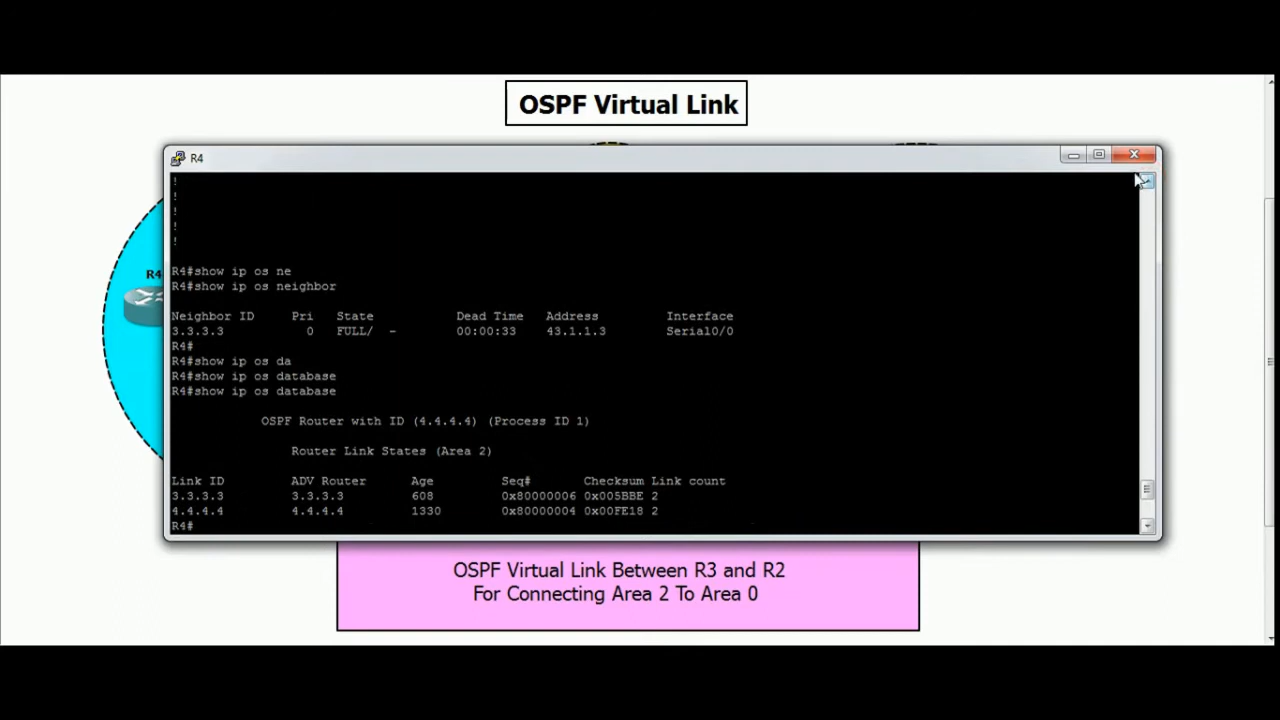 OSPF Virtual Link
R4
!
!
!
!
!
R4
R4#show ip os ne
R4#show ip os neighbor
Neighbor ID     Pri   State           Dead Time   Address         Interface
3.3.3.3           0   FULL/  -        00:00:33    43.1.1.3        Serial0/0
R4#
R4#show ip os da
R4#show ip os database
R4#show ip os database
OSPF Router with ID (4.4.4.4) (Process ID 1)
Router Link States (Area 2)
Link ID         ADV Router      Age         Seq#       Checksum Link count
3.3.3.3         3.3.3.3         608         0x80000006 0x005BBE 2
4.4.4.4         4.4.4.4         1330        0x80000004 0x00FE18 2
R4#
OSPF Virtual Link Between R3 and R2
For Connecting Area 2 To Area 0